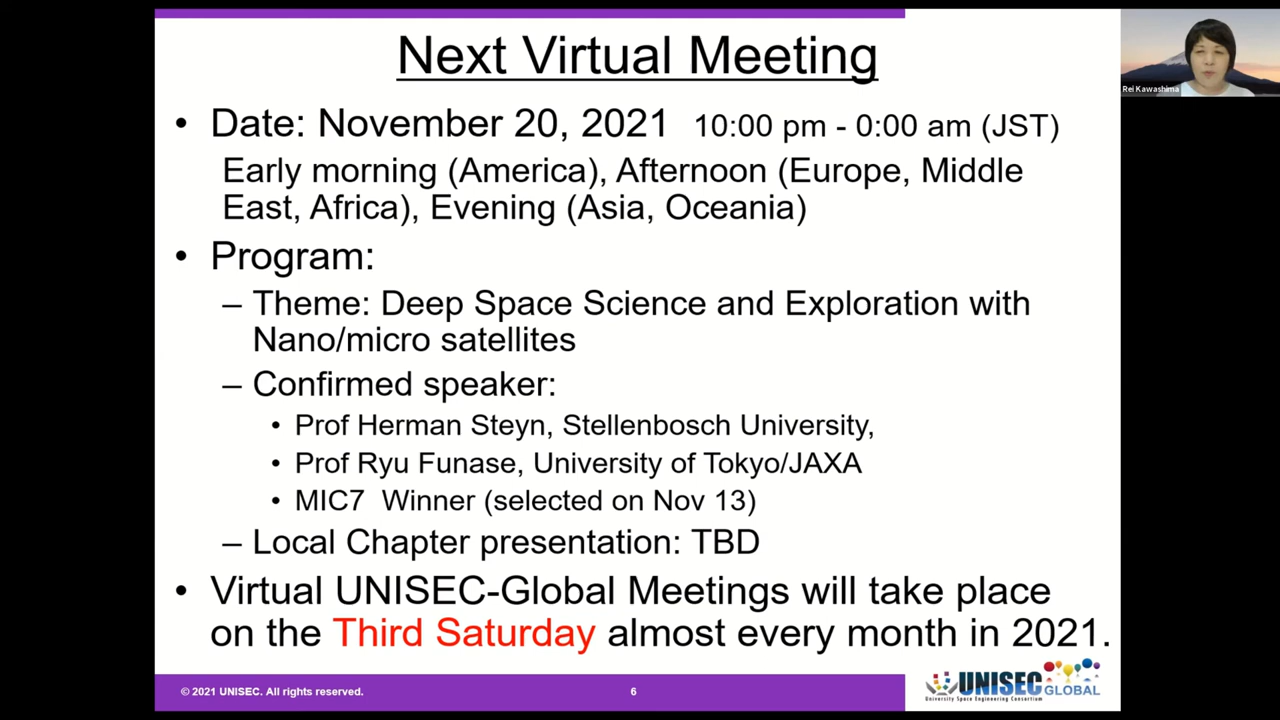 Next Virtual Meeting
Rei Kawashima
• Date: November 20, 2021 10:00 pm - 0:00 am (JST)
Early morning (America), Afternoon (Europe, Middle
East, Africa), Evening (Asia, Oceania)
• Program:
– Theme: Deep Space Science and Exploration with
Nano/micro satellites
– Confirmed speaker:
• Prof Herman Steyn, Stellenbosch University,
• Prof Ryu Funase, University of Tokyo/JAXA
• MIC7 Winner (selected on Nov 13)
– Local Chapter presentation: TBD
• Virtual UNISEC-Global Meetings will take place
on the Third Saturday almost every month in 2021.
© 2021 UNISEC. All rights reserved.
6
UNISEC GLOBAL
University Space Engineering Consortium